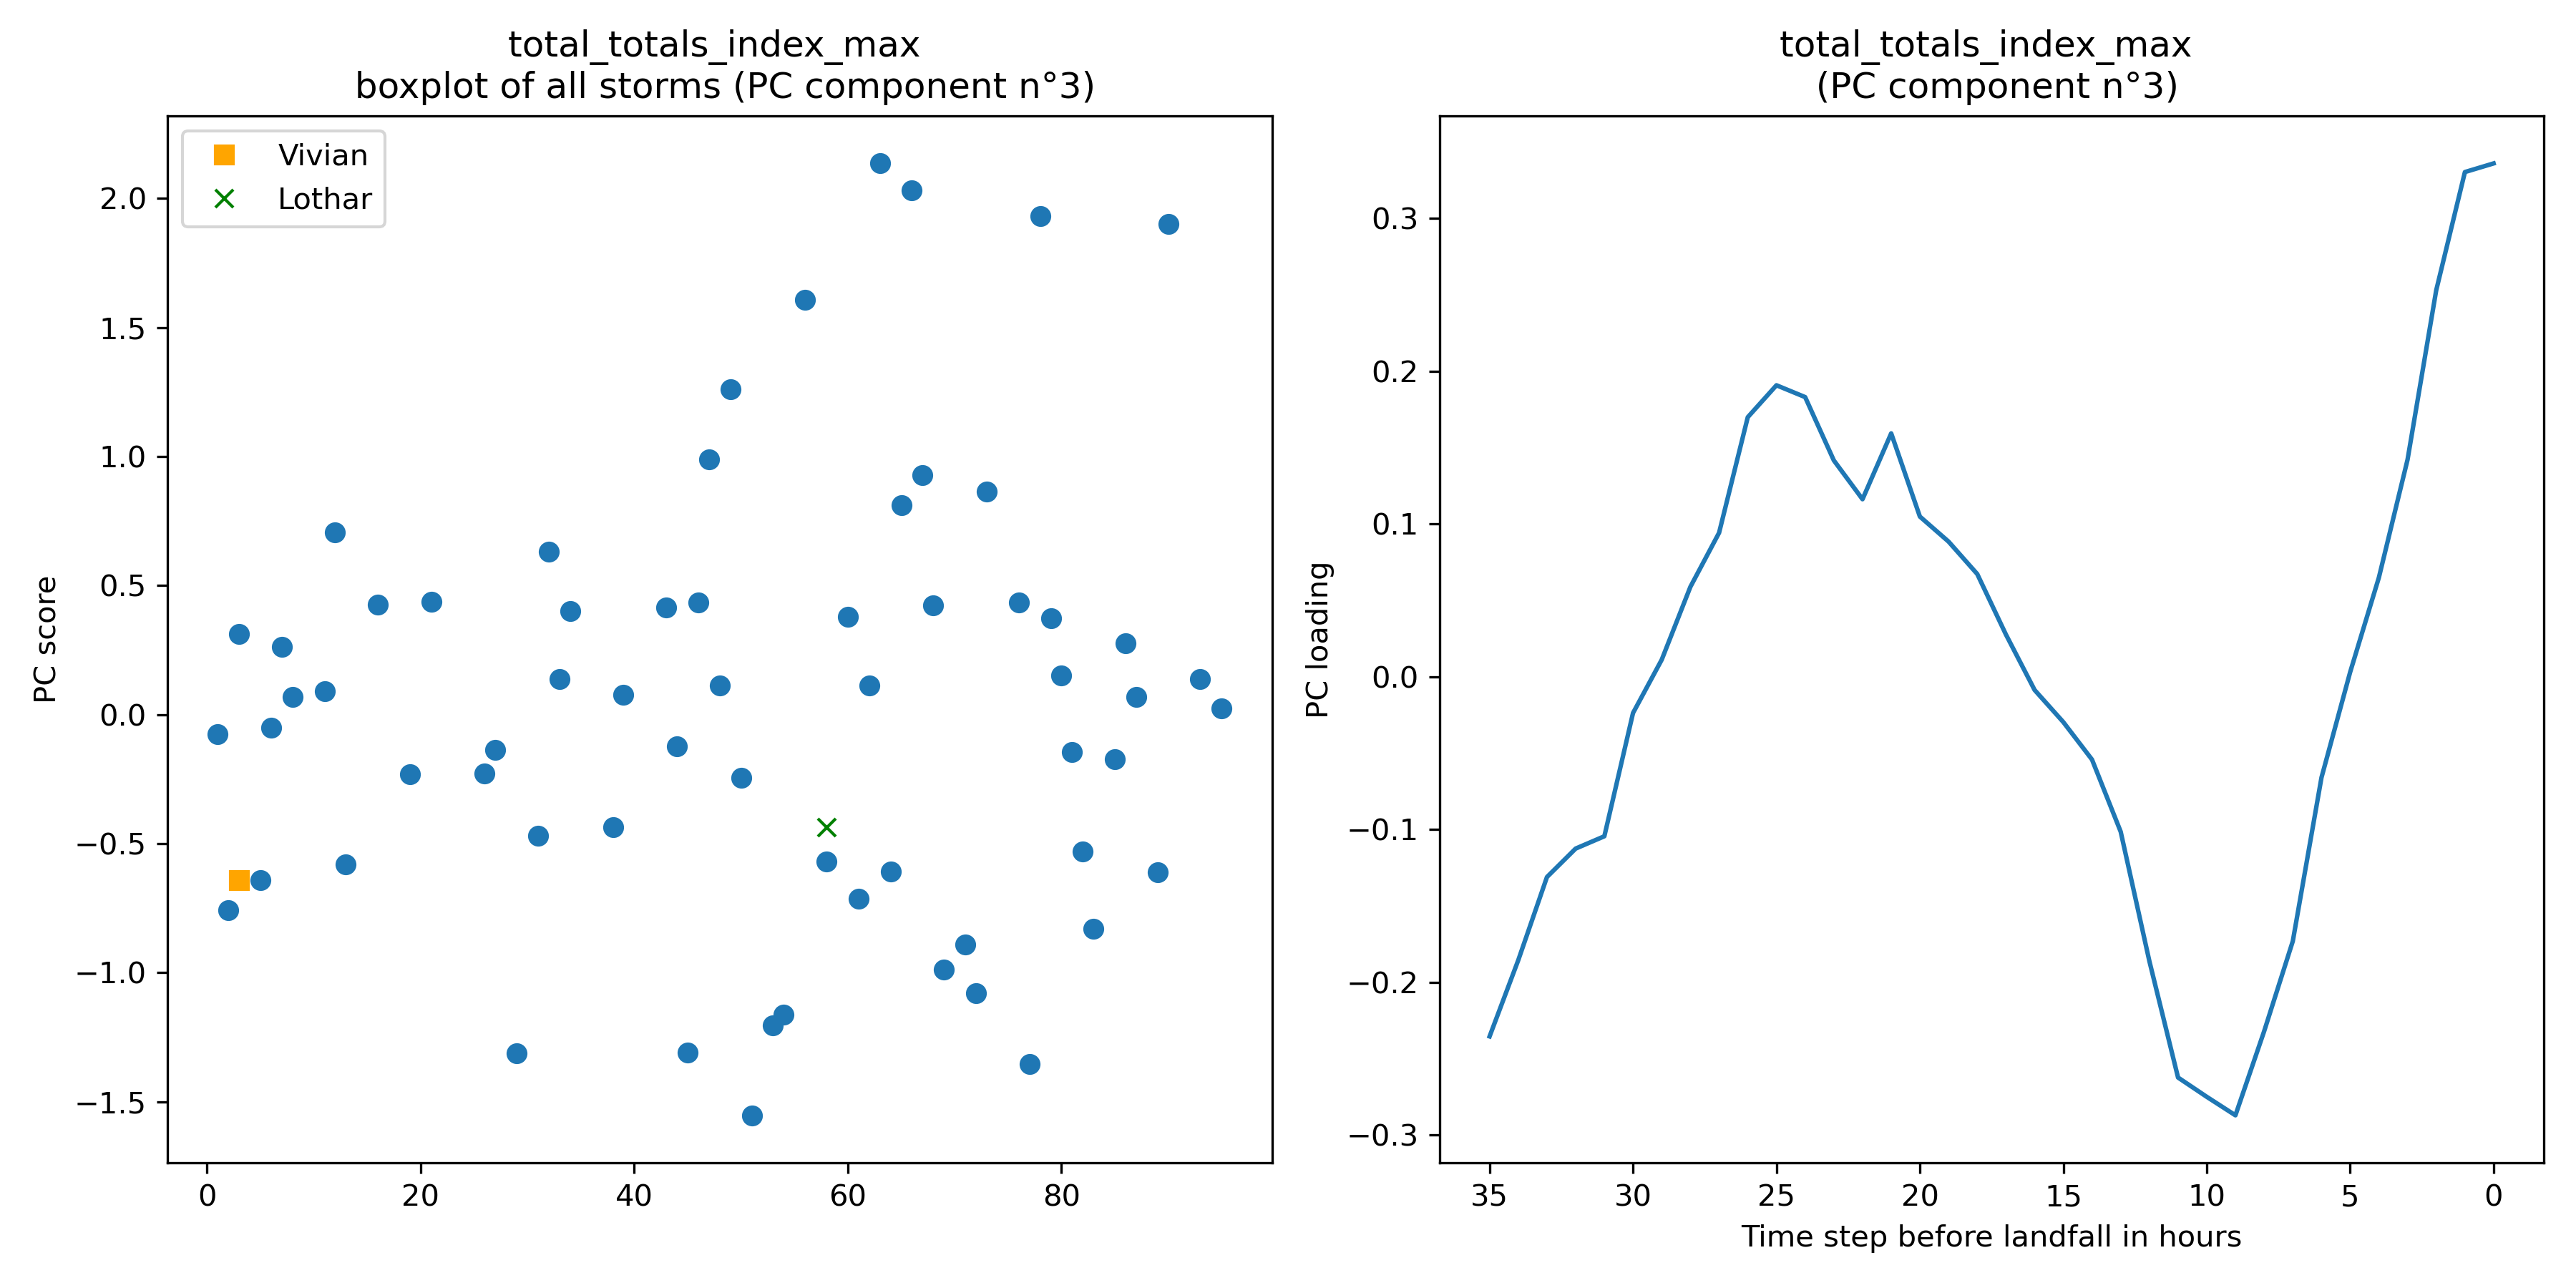 total_totals_index_max
boxplot of all storms (PC component n°3)
Vivian
Lothar
PC score
2.0
1.5
1.0
0.5
0.0
−0.5
−1.0
−1.5
0 20 40 60 80
total_totals_index_max
(PC component n°3)
PC loading
0.3
0.2
0.1
0.0
−0.1
−0.2
−0.3
35 30 25 20 15 10 5 0
Time step before landfall in hours